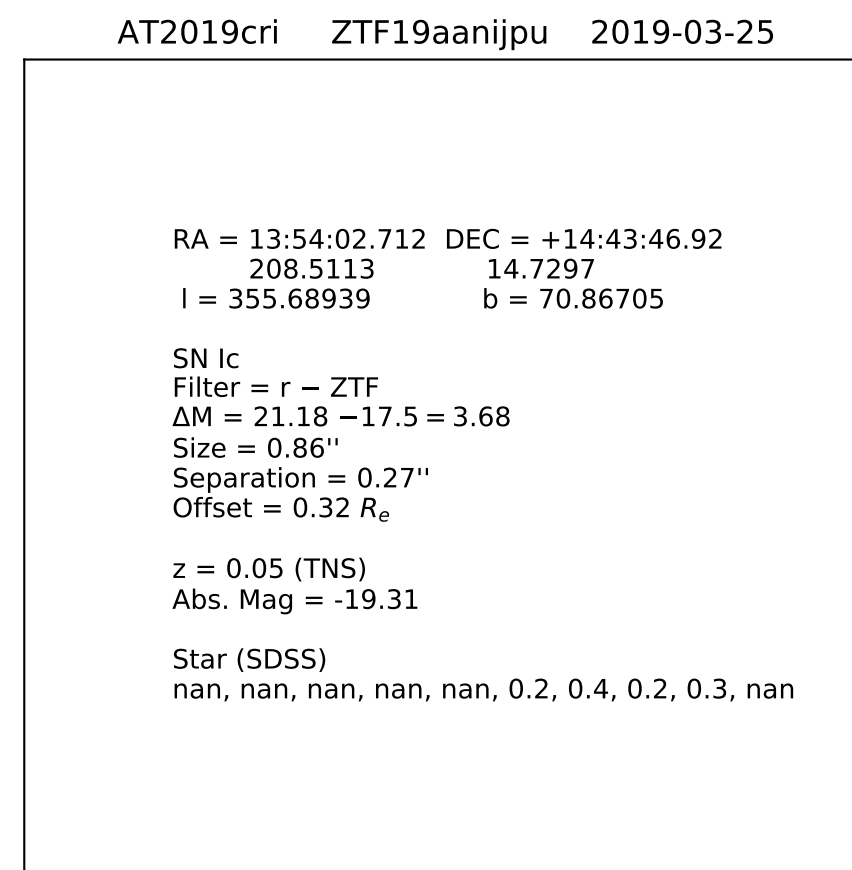 AT2019cri ZTF19aanijpu 2019-03-25
RA = 13:54:02.712 DEC = +14:43:46.92
208.5113 14.7297
l = 355.68939 b = 70.86705
SN Ic
Filter = r − ZTF
ΔM = 21.18 −17.5 = 3.68
Size = 0.86''
Separation = 0.27''
Offset = 0.32 Rₑ
z = 0.05 (TNS)
Abs. Mag = -19.31
Star (SDSS)
nan, nan, nan, nan, nan, 0.2, 0.4, 0.2, 0.3, nan